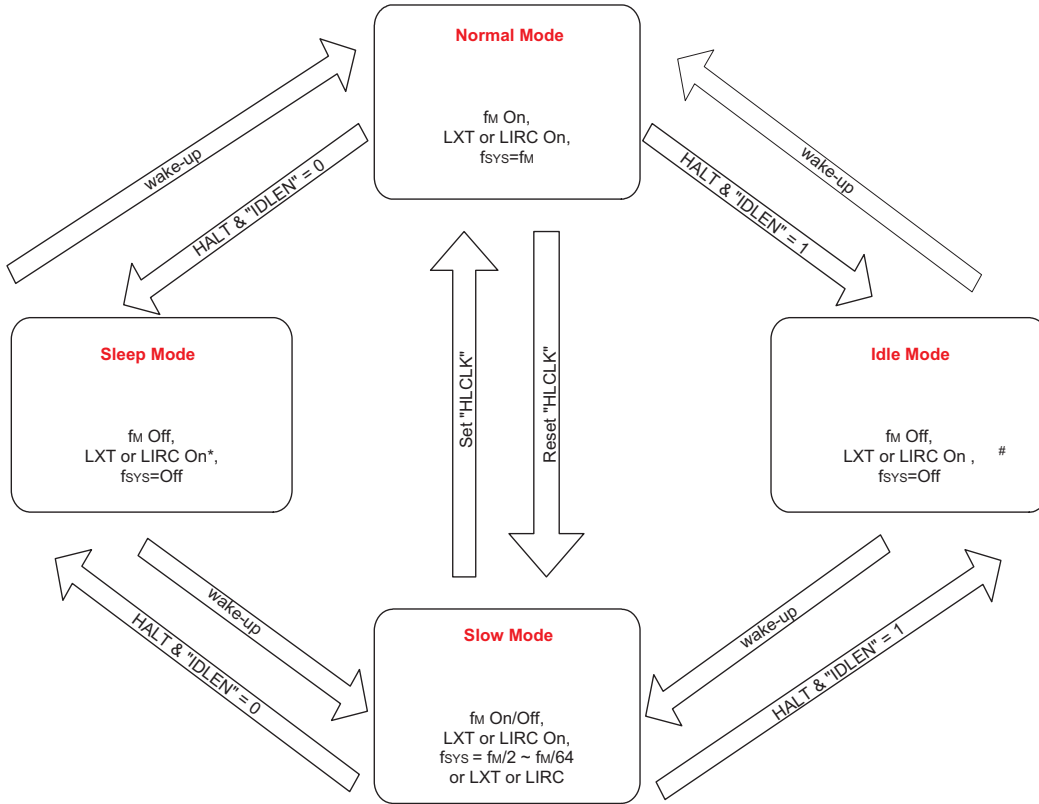 Normal Mode
fM On,
LXT or LIRC On,
fSYS=fM
wake-up
HALT & "IDLEN" = 0
HALT & "IDLEN" = 1
wake-up
Sleep Mode
fM Off,
LXT or LIRC On*,
fSYS=Off
Set "HLCLK"
Reset "HLCLK"
Idle Mode
fM Off,
LXT or LIRC On , #
fSYS=Off
wake-up
HALT & "IDLEN" = 0
wake-up
HALT & "IDLEN" = 1
Slow Mode
fM On/Off,
LXT or LIRC On,
fSYS = fM/2 ~ fM/64
or LXT or LIRC